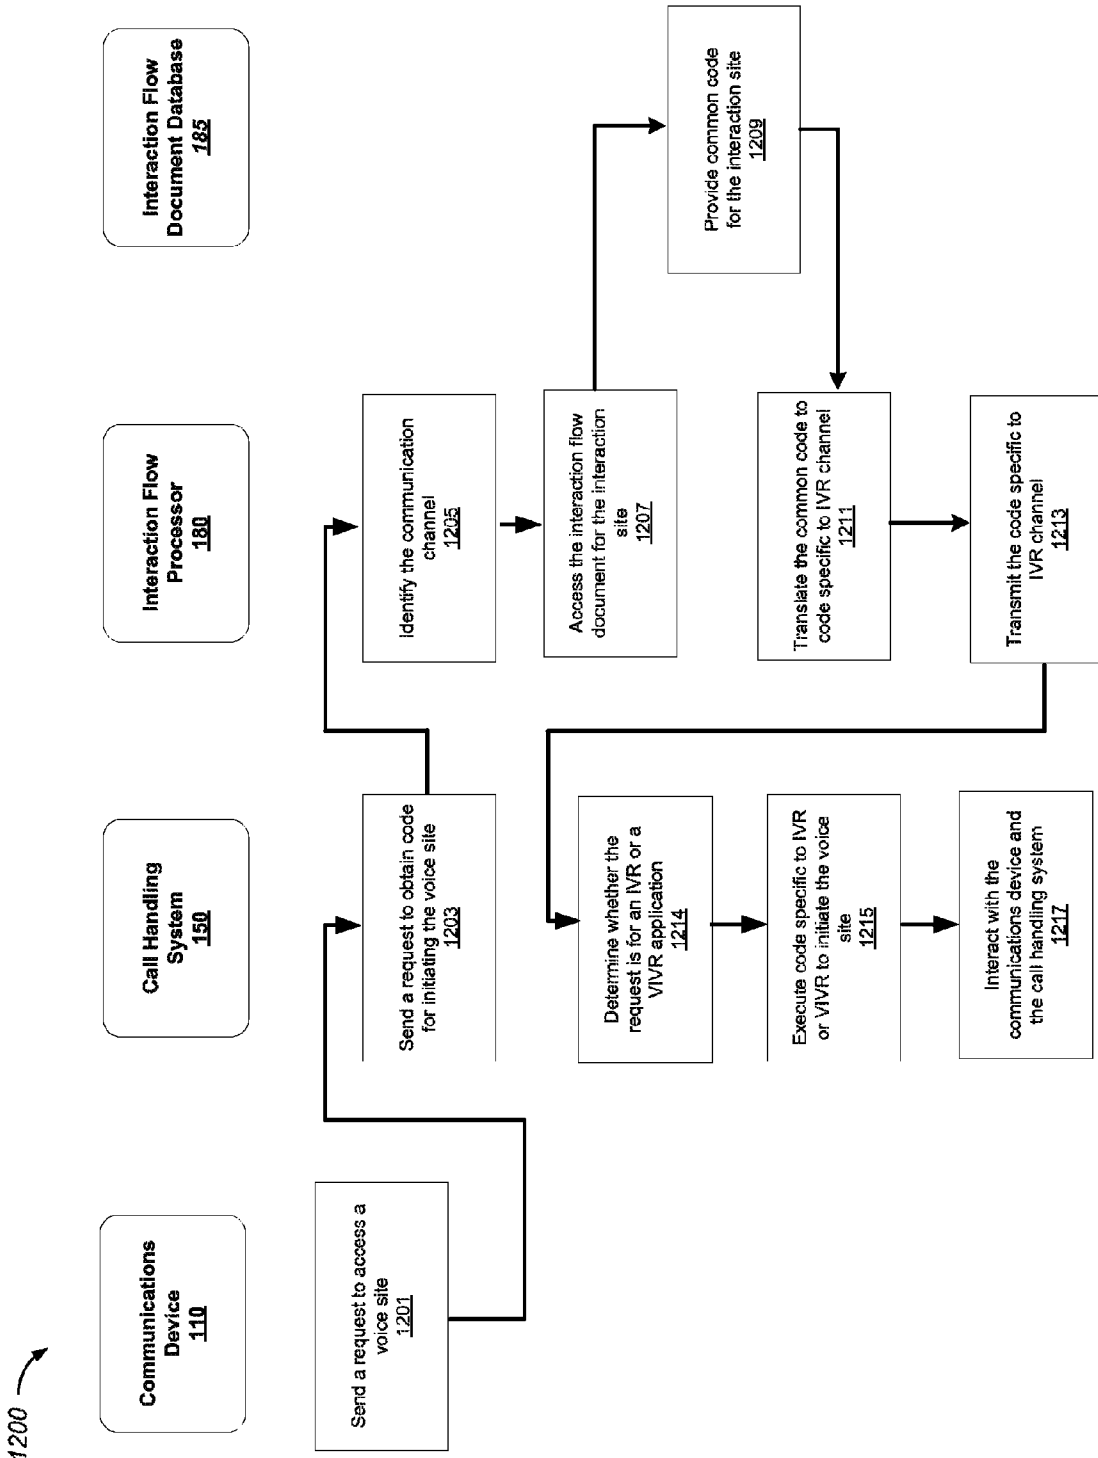 1200
Communications
Device
110
Call Handling
System
150
Interaction Flow
Processor
180
Interaction Flow
Document Database
185
Send a request to access a
voice site
1201
Send a request to obtain code
for initiating the voice site
1203
Identify the communication
channel
1205
Access the interaction flow
document for the interaction
site
1207
Provide common code
for the interaction site
1209
Translate the common code to
code specific to IVR channel
1211
Transmit the code specific to
IVR channel
1213
Determine whether the
request is for an IVR or a
VIVR application
1214
Execute code specific to IVR
or VIVR to initiate the voice
site
1215
Interact with the
communications device and
the call handling system
1217